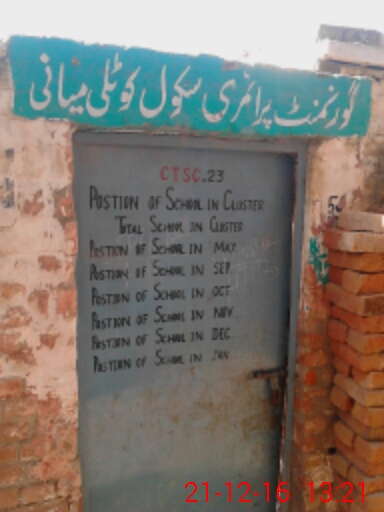 گورنمنٹ پرائمری سکول کوٹلی میانی
CTSC.23
POSTION OF SCHOOL IN CLUSTER
TOTAL SCHOOL IN CLUSTER
POSTION OF SCHOOL IN MAY
POSTION OF SCHOOL IN SEP
POSTION OF SCHOOL IN OCT
POSTION OF SCHOOL IN NOV
POSTION OF SCHOOL IN DEC
POSTION OF SCHOOL IN JAN
21-12-16 13:21